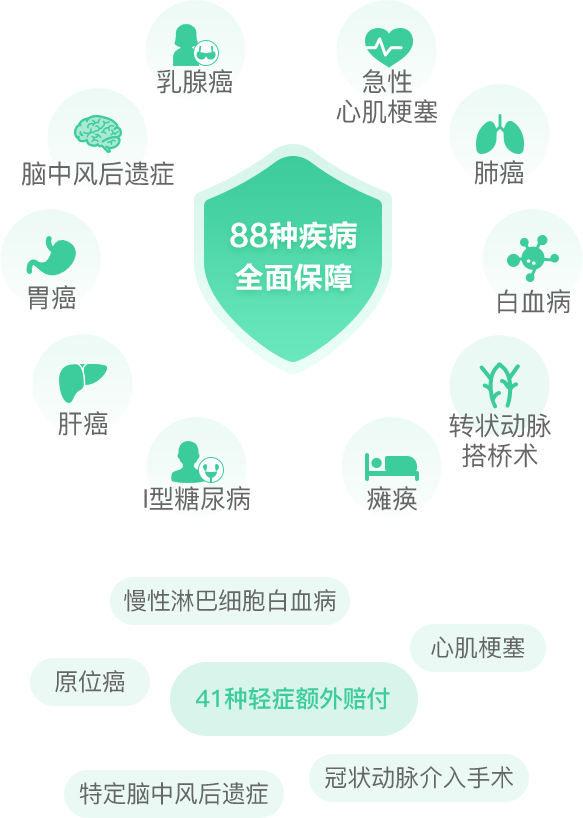 乳腺癌
急性
心肌梗塞
脑中风后遗症
肺癌
88种疾病
全面保障
胃癌
白血病
肝癌
转状动脉
搭桥术
I型糖尿病
瘫痪
慢性淋巴细胞白血病
心肌梗塞
原位癌
41种轻症额外赔付
冠状动脉介入手术
特定脑中风后遗症